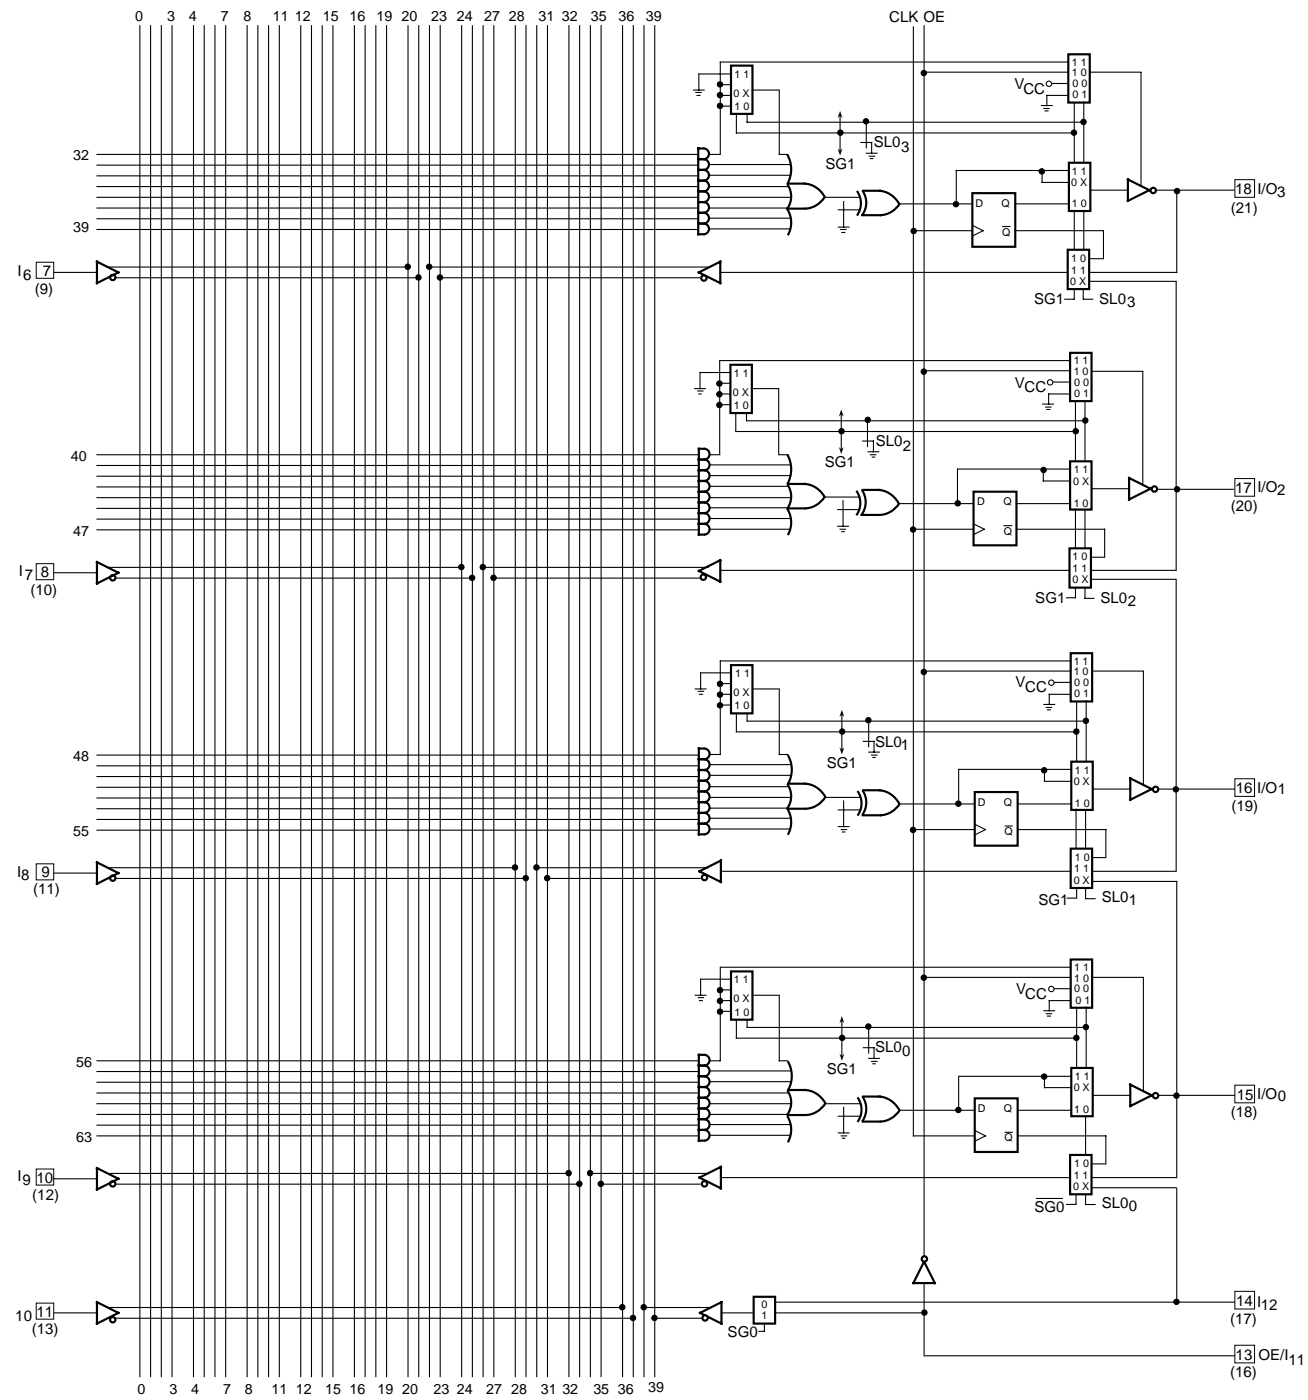 0 3 4 7 8 11 12 15 16 19 20 23 24 27 28 31 32 35 36 39 CLK OE
1 1
1 0
0 0
0 1
VCC
1 1
0 X
1 0
SL03
SG1
32
39
1 1
0 X
1 0
D Q
Q̅
18 I/O3
(21)
I6 7
(9)
1 0
1 1
0 X
SG1 SL03
1 1
1 0
0 0
0 1
VCC
1 1
0 X
1 0
SL02
SG1
40
47
1 1
0 X
1 0
D Q
Q̅
17 I/O2
(20)
I7 8
(10)
1 0
1 1
0 X
SG1 SL02
1 1
1 0
0 0
0 1
VCC
1 1
0 X
1 0
SL01
SG1
48
55
1 1
0 X
1 0
D Q
Q̅
16 I/O1
(19)
I8 9
(11)
1 0
1 1
0 X
SG1 SL01
1 1
1 0
0 0
0 1
VCC
1 1
0 X
1 0
SL00
SG1
56
63
1 1
0 X
1 0
D Q
Q̅
15 I/O0
(18)
I9 10
(12)
1 0
1 1
0 X
S̅G̅0̅ SL00
10 11
(13)
0
1
SG0
14 I12
(17)
13 OE/I11
(16)
0 3 4 7 8 11 12 15 16 19 20 23 24 27 28 31 32 35 36 39